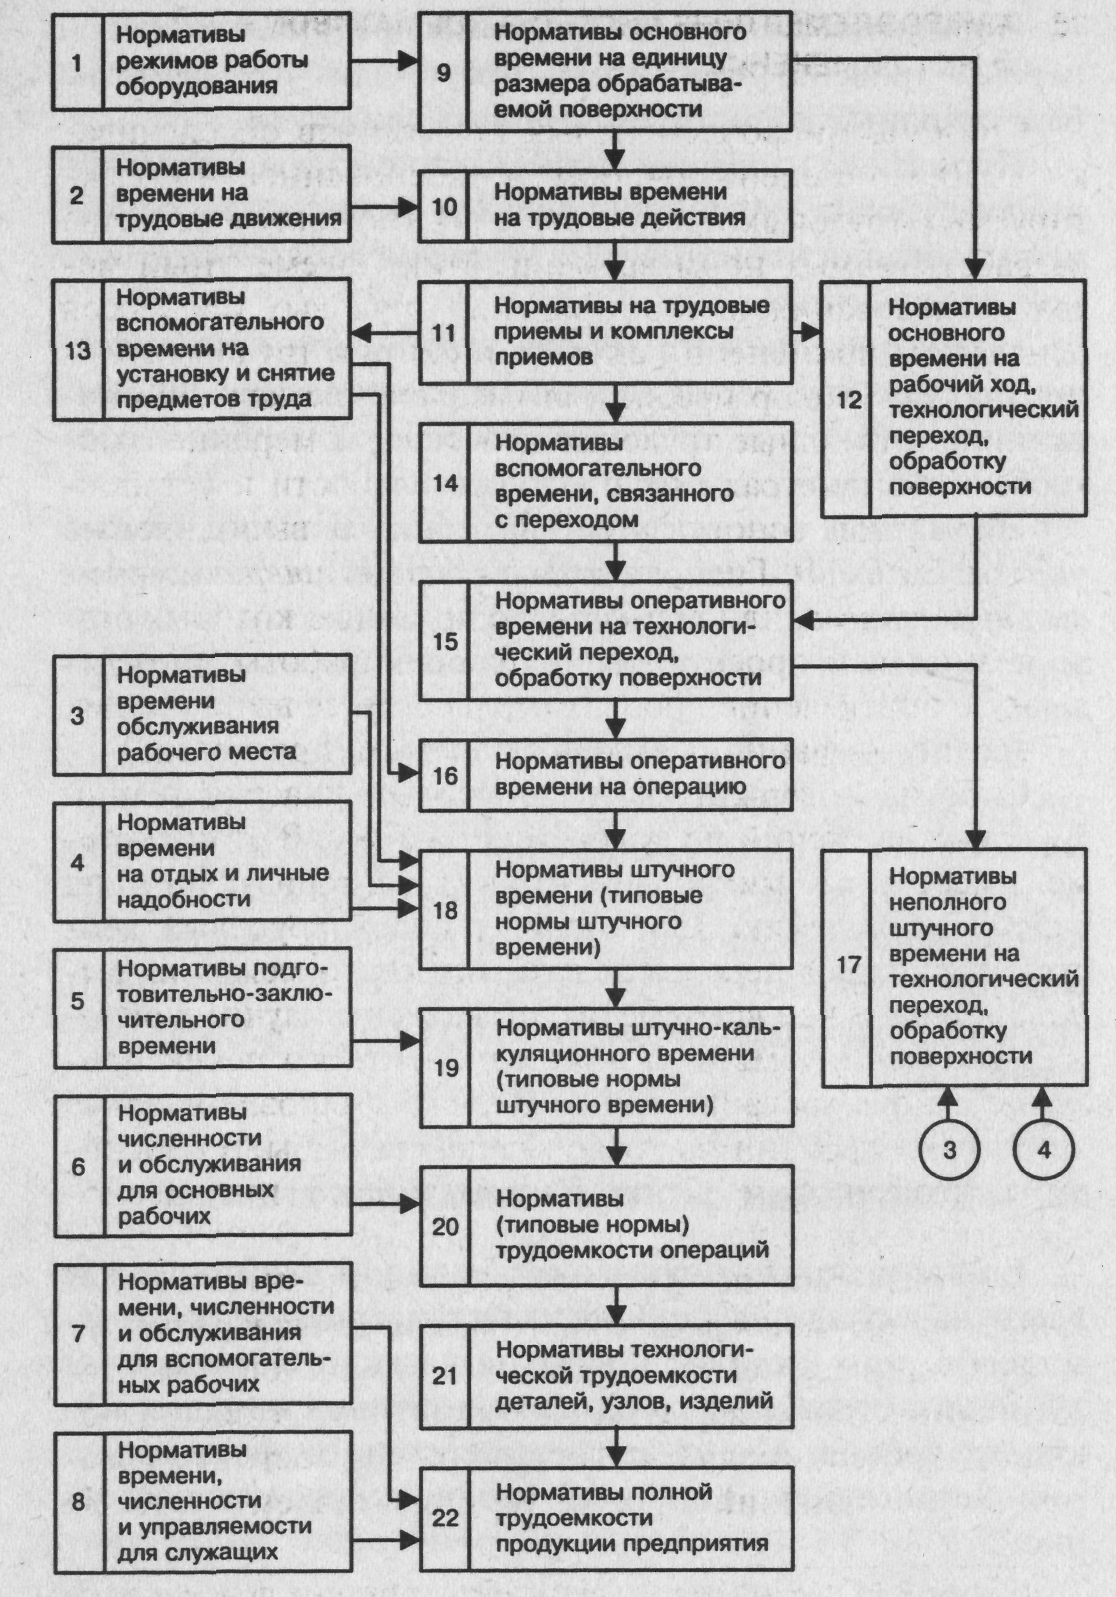 1
Нормативы
режимов работы
оборудования
9
Нормативы основного
времени на единицу
размера обрабатыва-
емой поверхности
2
Нормативы
времени на
трудовые движения
10
Нормативы времени
на трудовые действия
13
Нормативы
вспомогательного
времени на
установку и снятие
предметов труда
11
Нормативы на трудовые
приемы и комплексы
приемов
12
Нормативы
основного
времени на
рабочий ход,
технологический
переход,
обработку
поверхности
14
Нормативы
вспомогательного
времени, связанного
с переходом
15
Нормативы оперативного
времени на технологи-
ческий переход,
обработку поверхности
3
Нормативы
времени
обслуживания
рабочего места
16
Нормативы оперативного
времени на операцию
4
Нормативы
времени
на отдых и личные
надобности
18
Нормативы штучного
времени (типовые
нормы штучного
времени)
17
Нормативы
неполного
штучного
времени на
технологический
переход,
обработку
поверхности
3
4
5
Нормативы подго-
товительно-заклю-
чительного
времени
19
Нормативы штучно-каль-
куляционного времени
(типовые нормы
штучного времени)
6
Нормативы
численности
и обслуживания
для основных
рабочих
20
Нормативы
(типовые нормы)
трудоемкости операций
7
Нормативы вре-
мени, численности
и обслуживания
для вспомогатель-
ных рабочих
21
Нормативы технологи-
ческой трудоемкости
деталей, узлов, изделий
8
Нормативы
времени,
численности
и управляемости
для служащих
22
Нормативы полной
трудоемкости
продукции предприятия